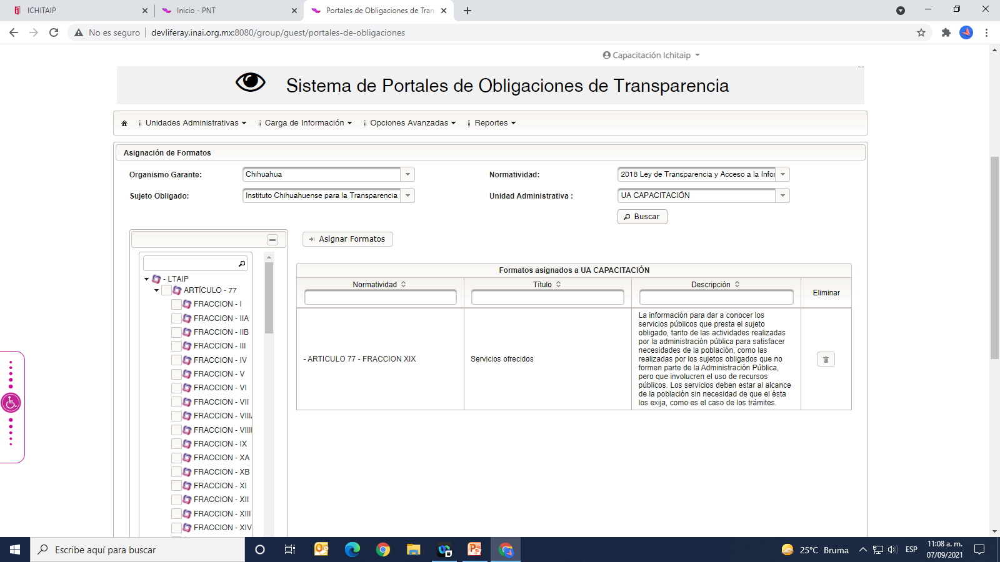 ICHITAIP
Inicio - PNT
Portales de Obligaciones de Tran
No es seguro
devliferay.inai.org.mx:8080/group/guest/portales-de-obligaciones
Capacitación Ichitaip
Sistema de Portales de Obligaciones de Transparencia
Unidades Administrativas
Carga de Información
Opciones Avanzadas
Reportes
Asignación de Formatos
Organismo Garante:
Chihuahua
Normatividad:
2018 Ley de Transparencia y Acceso a la Infor
Sujeto Obligado:
Instituto Chihuahuense para la Transparencia
Unidad Administrativa :
UA CAPACITACIÓN
Buscar
Asignar Formatos
- LTAIP
ARTÍCULO - 77
FRACCION - I
FRACCION - IIA
FRACCION - IIB
FRACCION - III
FRACCION - IV
FRACCION - V
FRACCION - VI
FRACCION - VII
FRACCION - VIIIA
FRACCION - VIIII
FRACCION - IX
FRACCION - XA
FRACCION - XB
FRACCION - XI
FRACCION - XII
FRACCION - XIII
FRACCION - XIV
Formatos asignados a UA CAPACITACIÓN
Normatividad
Título
Descripción
Eliminar
- ARTICULO 77 - FRACCION XIX
Servicios ofrecidos
La información para dar a conocer los
servicios públicos que presta el sujeto
obligado, tanto de las actividades realizadas
por la administración pública para satisfacer
necesidades de la población, como las
realizadas por los sujetos obligados que no
formen parte de la Administración Pública,
pero que involucren el uso de recursos
públicos. Los servicios deben estar al alcance
de la población sin necesidad de que el ésta
los exija, como es el caso de los trámites.
Escribe aquí para buscar
25°C Bruma
ESP
11:08 a. m.
07/09/2021